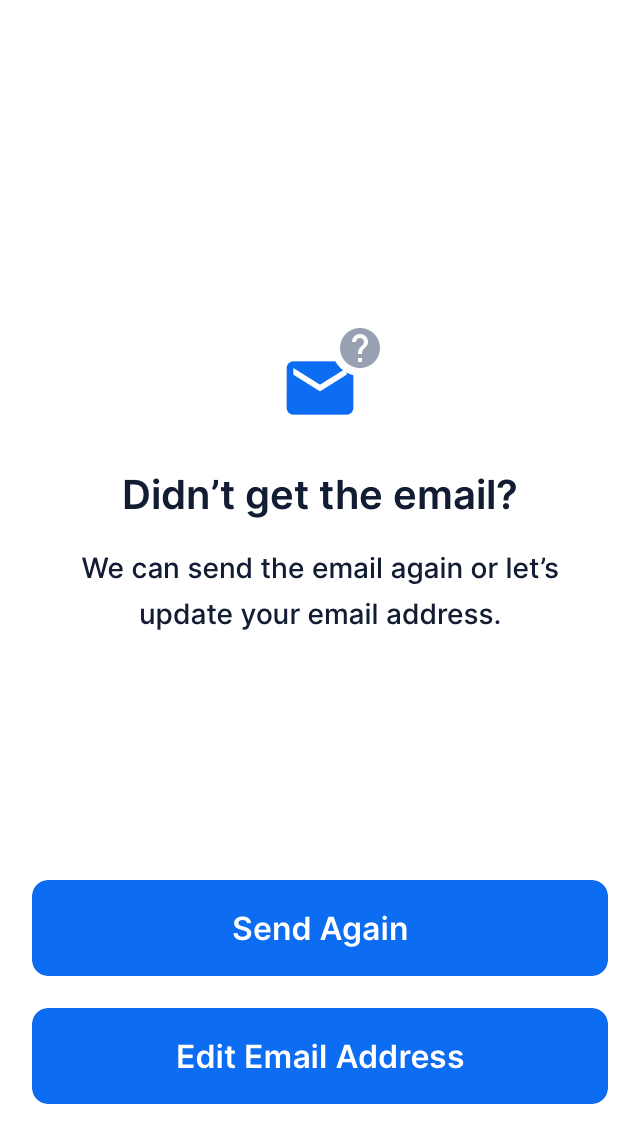 Didn’t get the email?
We can send the email again or let’s
update your email address.
Send Again
Edit Email Address